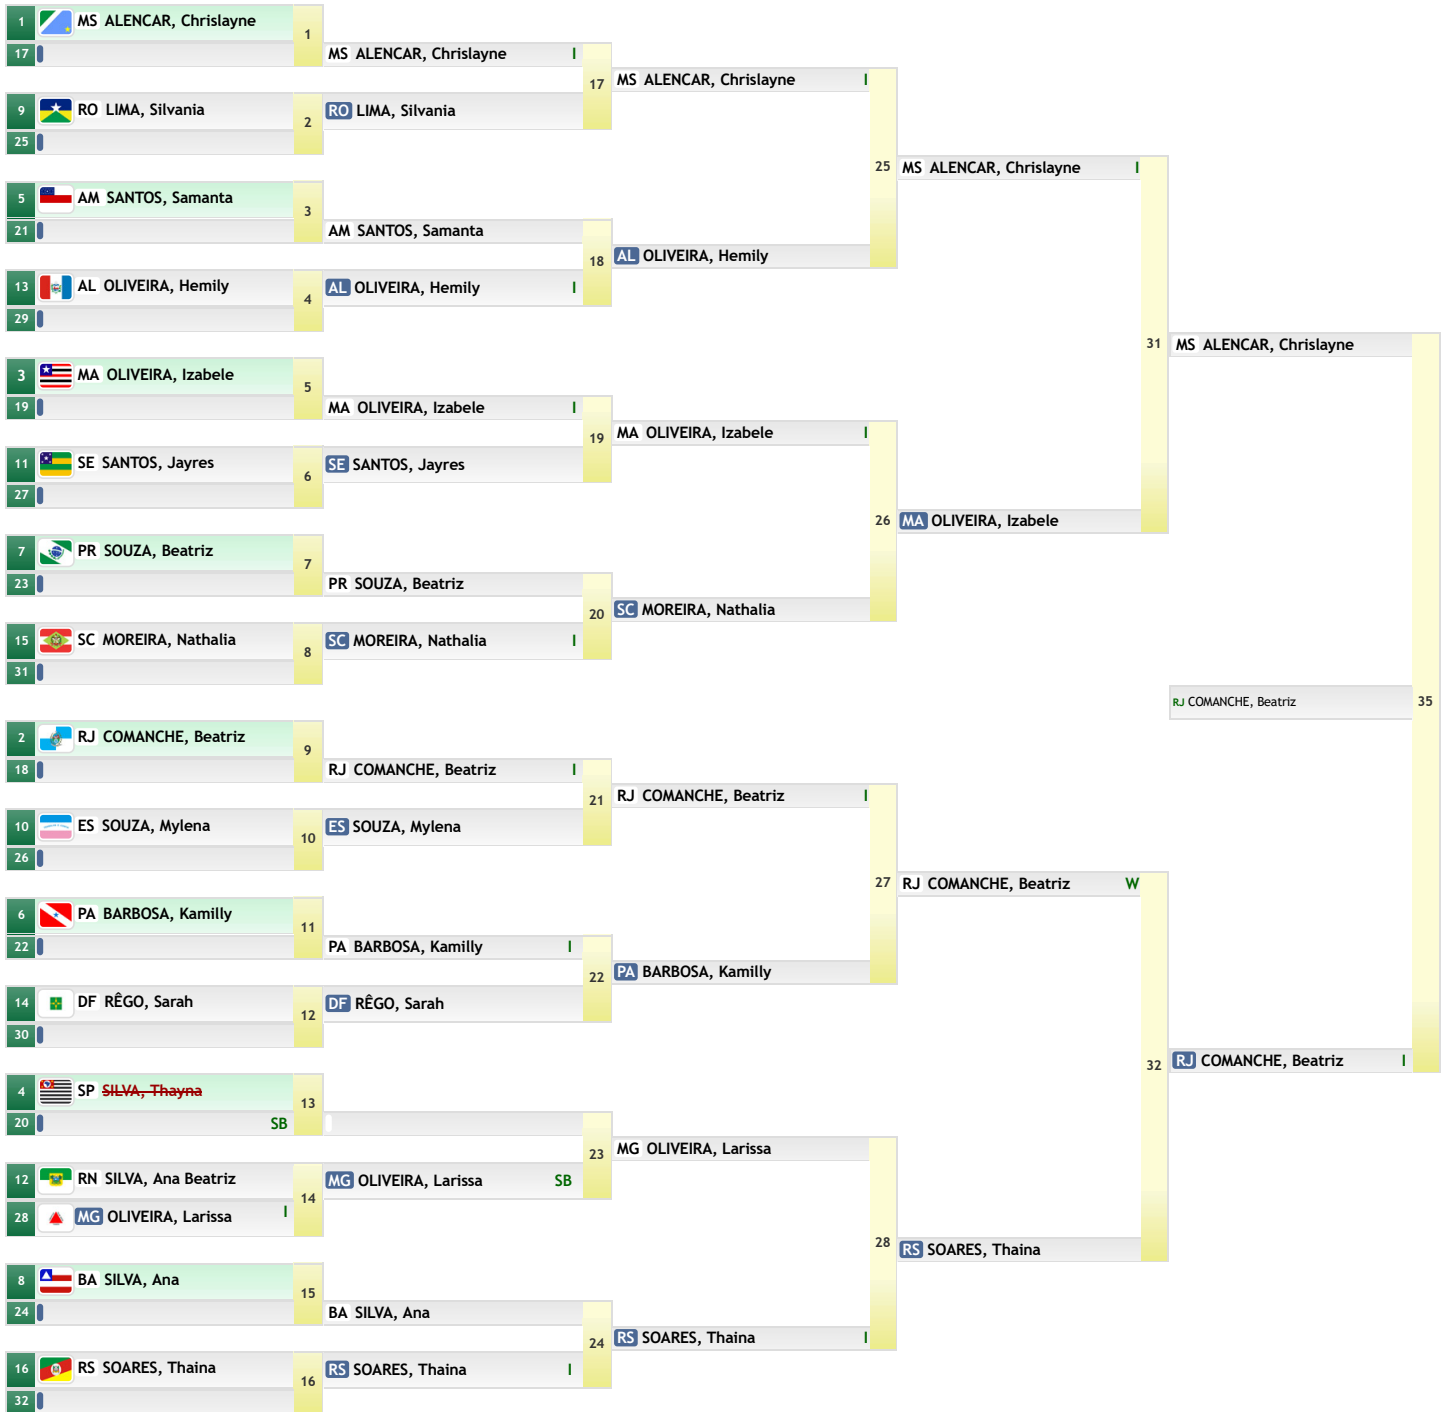 1 MS ALENCAR, Chrislayne
17
1
9 RO LIMA, Silvania
25
2
5 AM SANTOS, Samanta
21
3
13 AL OLIVEIRA, Hemily
29
4
3 MA OLIVEIRA, Izabele
19
5
11 SE SANTOS, Jayres
27
6
7 PR SOUZA, Beatriz
23
7
15 SC MOREIRA, Nathalia
31
8
2 RJ COMANCHE, Beatriz
18
9
10 ES SOUZA, Mylena
26
10
6 PA BARBOSA, Kamilly
22
11
14 DF RÊGO, Sarah
30
12
4 SP SILVA, Thayna
20 SB
13
12 RN SILVA, Ana Beatriz
28 MG OLIVEIRA, Larissa I
14
8 BA SILVA, Ana
24
15
16 RS SOARES, Thaina
32
16
MS ALENCAR, Chrislayne I
RO LIMA, Silvania
17
AM SANTOS, Samanta
AL OLIVEIRA, Hemily I
18
MA OLIVEIRA, Izabele I
SE SANTOS, Jayres
19
PR SOUZA, Beatriz
SC MOREIRA, Nathalia I
20
RJ COMANCHE, Beatriz I
ES SOUZA, Mylena
21
PA BARBOSA, Kamilly I
DF RÊGO, Sarah
22
MG OLIVEIRA, Larissa SB
23
BA SILVA, Ana
RS SOARES, Thaina I
24
MS ALENCAR, Chrislayne I
AL OLIVEIRA, Hemily
25
MA OLIVEIRA, Izabele I
SC MOREIRA, Nathalia
26
RJ COMANCHE, Beatriz I
PA BARBOSA, Kamilly
27
MG OLIVEIRA, Larissa
RS SOARES, Thaina I
28
MS ALENCAR, Chrislayne I
MA OLIVEIRA, Izabele
31
RJ COMANCHE, Beatriz W
RS SOARES, Thaina
32
MS ALENCAR, Chrislayne
RJ COMANCHE, Beatriz
35
RJ COMANCHE, Beatriz I